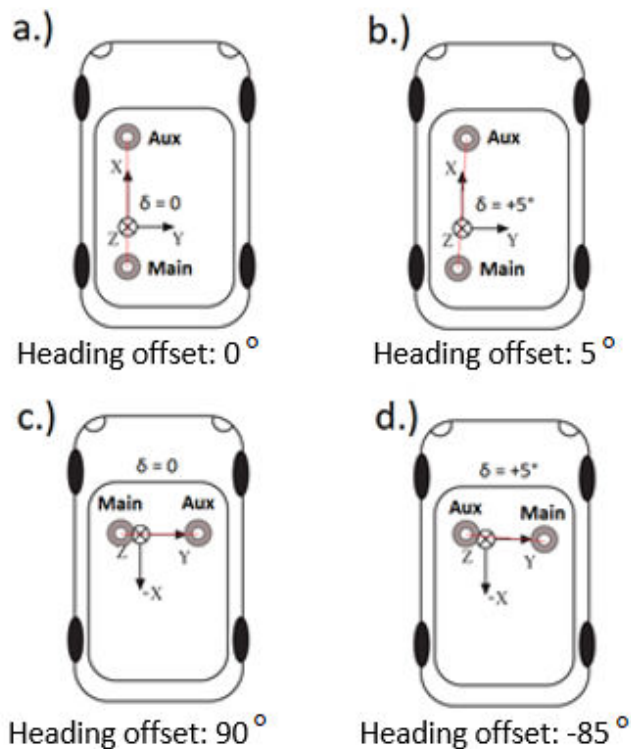 a.)
b.)
Aux
Aux
X
X
δ = 0
δ = +5°
Z
Y
Z
Y
Main
Main
Heading offset: 0°
Heading offset: 5°
c.)
d.)
δ = 0
δ = +5°
Main Aux
Aux Main
Z
Y
Z
Y
-X
-X
Heading offset: 90°
Heading offset: -85°